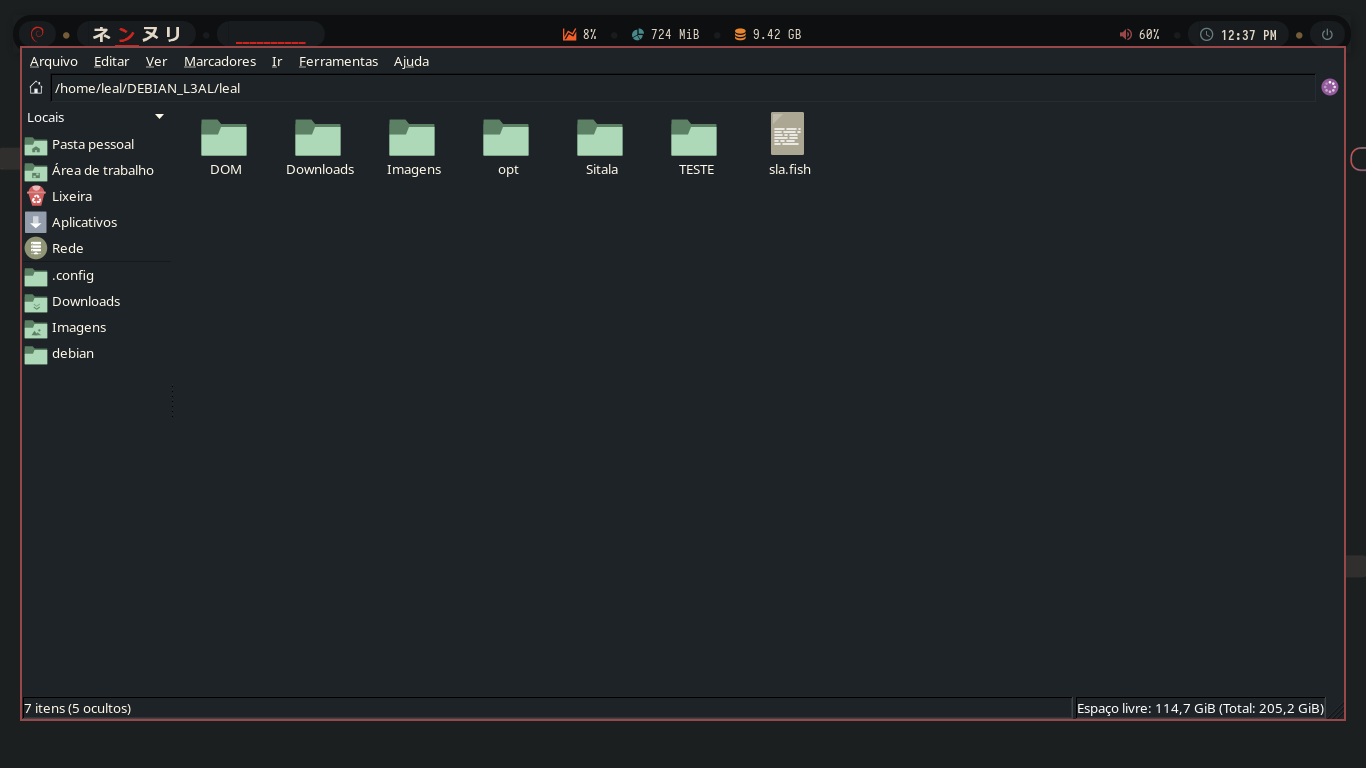 ネンヌリ 8% 724 MiB 9.42 GB 60% 12:37 PM
Arquivo Editar Ver Marcadores Ir Ferramentas Ajuda
/home/leal/DEBIAN_L3AL/leal
Locais
Pasta pessoal
Área de trabalho
Lixeira
Aplicativos
Rede
.config
Downloads
Imagens
debian
DOM Downloads Imagens opt Sitala TESTE sla.fish
7 itens (5 ocultos) Espaço livre: 114,7 GiB (Total: 205,2 GiB)